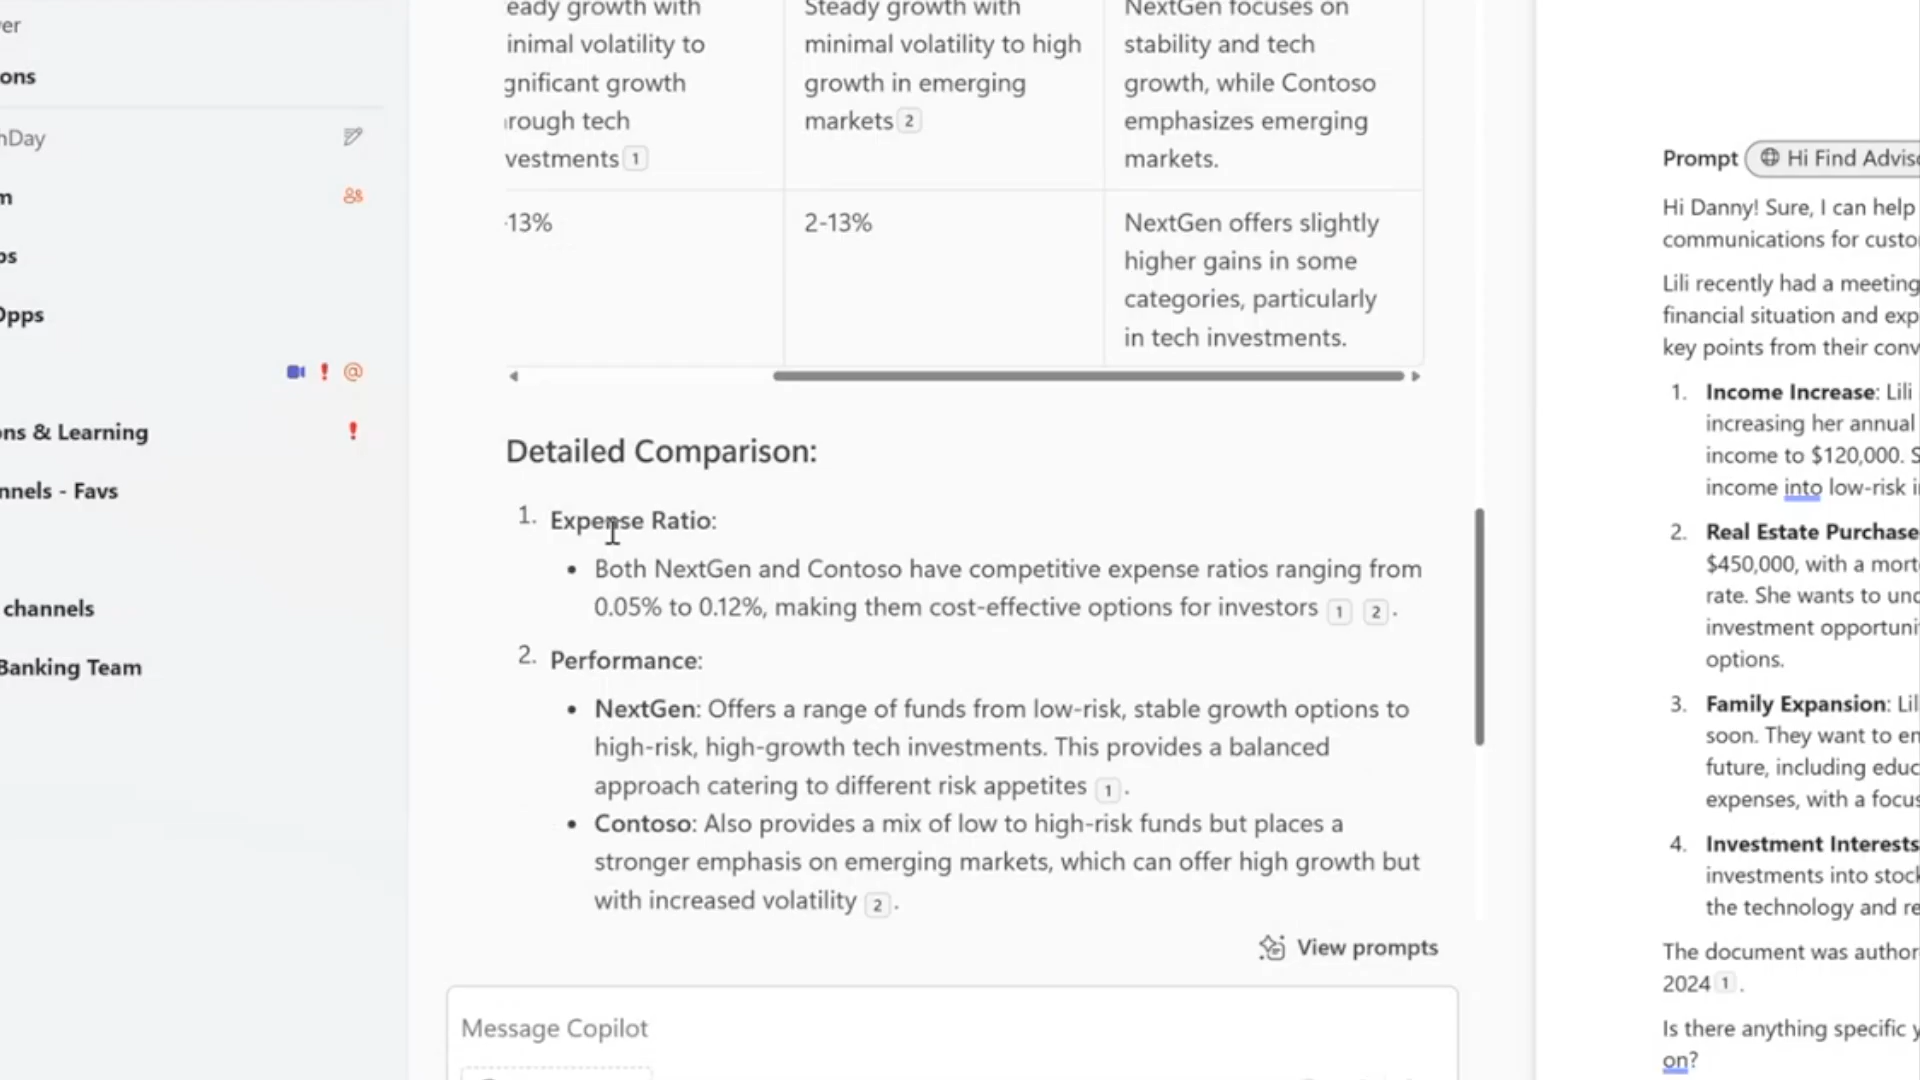 ver
ons
hDay
m
ps
Opps
ons & Learning
nnels - Favs
channels
Banking Team
eady growth with
inimal volatility to
gnificant growth
rough tech
vestments 1
Steady growth with
minimal volatility to high
growth in emerging
markets 2
NextGen focuses on
stability and tech
growth, while Contoso
emphasizes emerging
markets.
-13%
2-13%
NextGen offers slightly
higher gains in some
categories, particularly
in tech investments.
Detailed Comparison:
1. Expense Ratio:
• Both NextGen and Contoso have competitive expense ratios ranging from
0.05% to 0.12%, making them cost-effective options for investors 1 2 .
2. Performance:
• NextGen: Offers a range of funds from low-risk, stable growth options to
high-risk, high-growth tech investments. This provides a balanced
approach catering to different risk appetites 1 .
• Contoso: Also provides a mix of low to high-risk funds but places a
stronger emphasis on emerging markets, which can offer high growth but
with increased volatility 2 .
View prompts
Message Copilot
Prompt Hi Find Adviso
Hi Danny! Sure, I can help
communications for custo
Lili recently had a meeting
financial situation and exp
key points from their conv
1. Income Increase: Lili
increasing her annual
income to $120,000. S
income into low-risk i
2. Real Estate Purchase
$450,000, with a mort
rate. She wants to und
investment opportuni
options.
3. Family Expansion: Lil
soon. They want to en
future, including educ
expenses, with a focus
4. Investment Interests
investments into stock
the technology and re
The document was author
2024 1 .
Is there anything specific y
on?